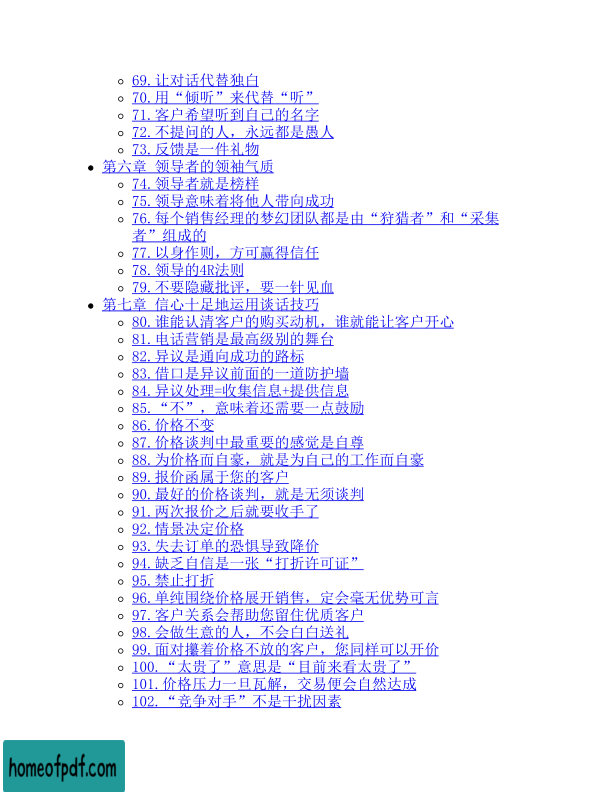 69.让对话代替独白
70.用“倾听”来代替“听”
71.客户希望听到自己的名字
72.不提问的人，永远都是愚人
73.反馈是一件礼物
第六章 领导者的领袖气质
74.领导者就是榜样
75.领导意味着将他人带向成功
76.每个销售经理的梦幻团队都是由“狩猎者”和“采集
者”组成的
77.以身作则，方可赢得信任
78.领导的4R法则
79.不要隐藏批评，要一针见血
第七章 信心十足地运用谈话技巧
80.谁能认清客户的购买动机，谁就能让客户开心
81.电话营销是最高级别的舞台
82.异议是通向成功的路标
83.借口是异议前面的一道防护墙
84.异议处理=收集信息+提供信息
85.“不”，意味着还需要一点鼓励
86.价格不变
87.价格谈判中最重要的感觉是自尊
88.为价格而自豪，就是为自己的工作而自豪
89.报价函属于您的客户
90.最好的价格谈判，就是无须谈判
91.两次报价之后就要收手了
92.情景决定价格
93.失去订单的恐惧导致降价
94.缺乏自信是一张“打折许可证”
95.禁止打折
96.单纯围绕价格展开销售，定会毫无优势可言
97.客户关系会帮助您留住优质客户
98.会做生意的人，不会白白送礼
99.面对攥着价格不放的客户，您同样可以开价
100.“太贵了”意思是“目前来看太贵了”
101.价格压力一旦瓦解，交易便会自然达成
102.“竞争对手”不是干扰因素
homeofpdf.com